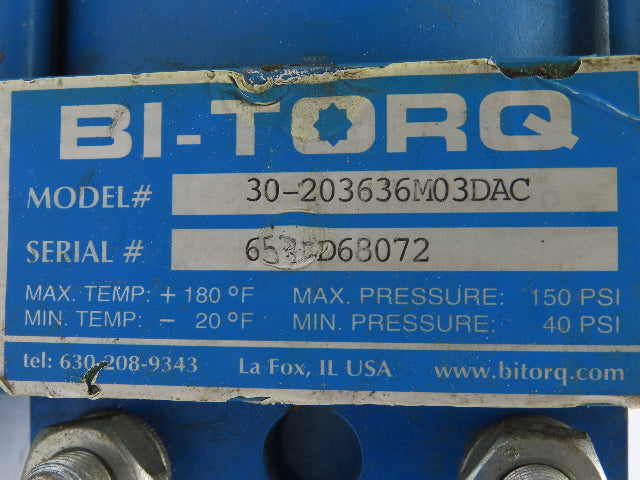 BI-TORQ
MODEL# 30-203636M03DAC
SERIAL #
MAX. TEMP: + 180 °F MAX. PRESSURE: 150 PSI
MIN. TEMP: – 20 °F MIN. PRESSURE: 40 PSI
tel: 630-208-9343 La Fox, IL USA www.bitorq.com